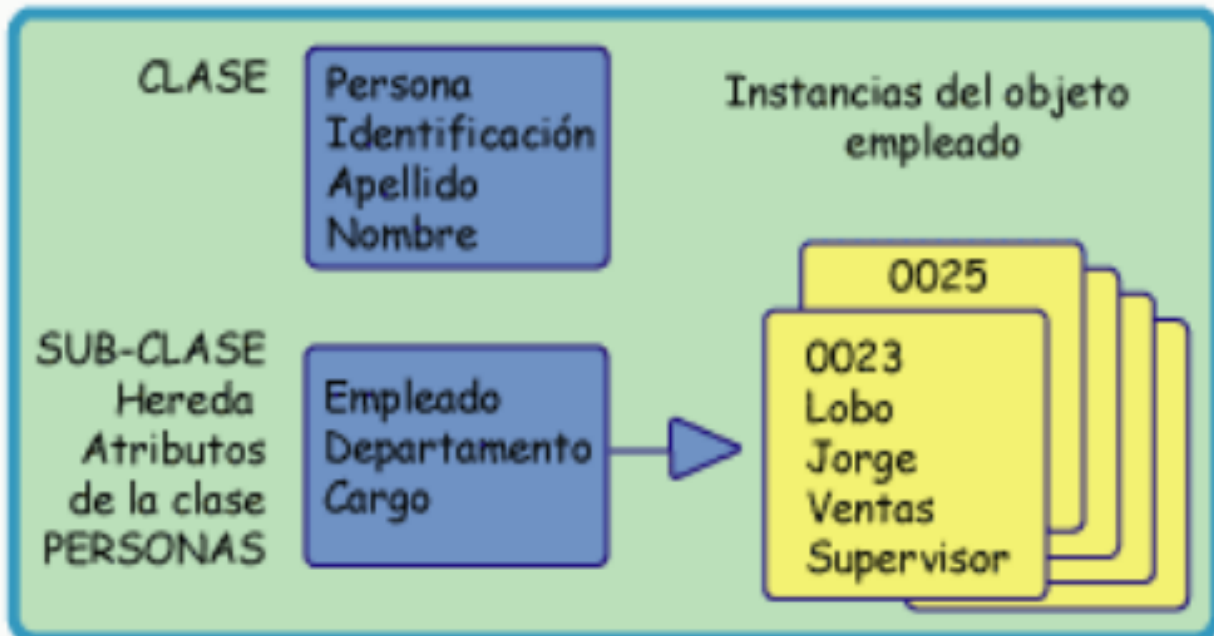 CLASE
Persona
Identificación
Apellido
Nombre
Instancias del objeto
empleado
SUB-CLASE
Hereda
Atributos
de la clase
PERSONAS
Empleado
Departamento
Cargo
0025
0023
Lobo
Jorge
Ventas
Supervisor